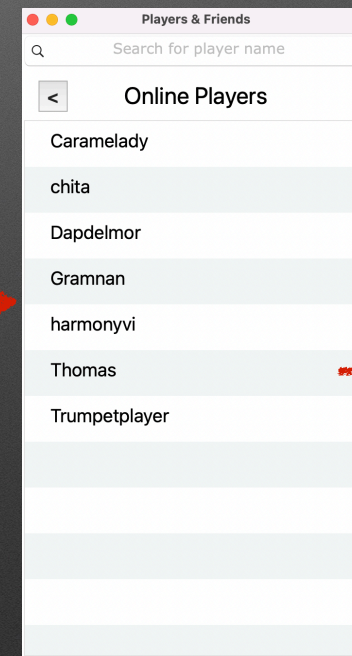 Players & Friends
Search for player name
< Online Players
Caramelady
chita
Dapdelmor
Gramnan
harmonyvi
Thomas
Trumpetplayer